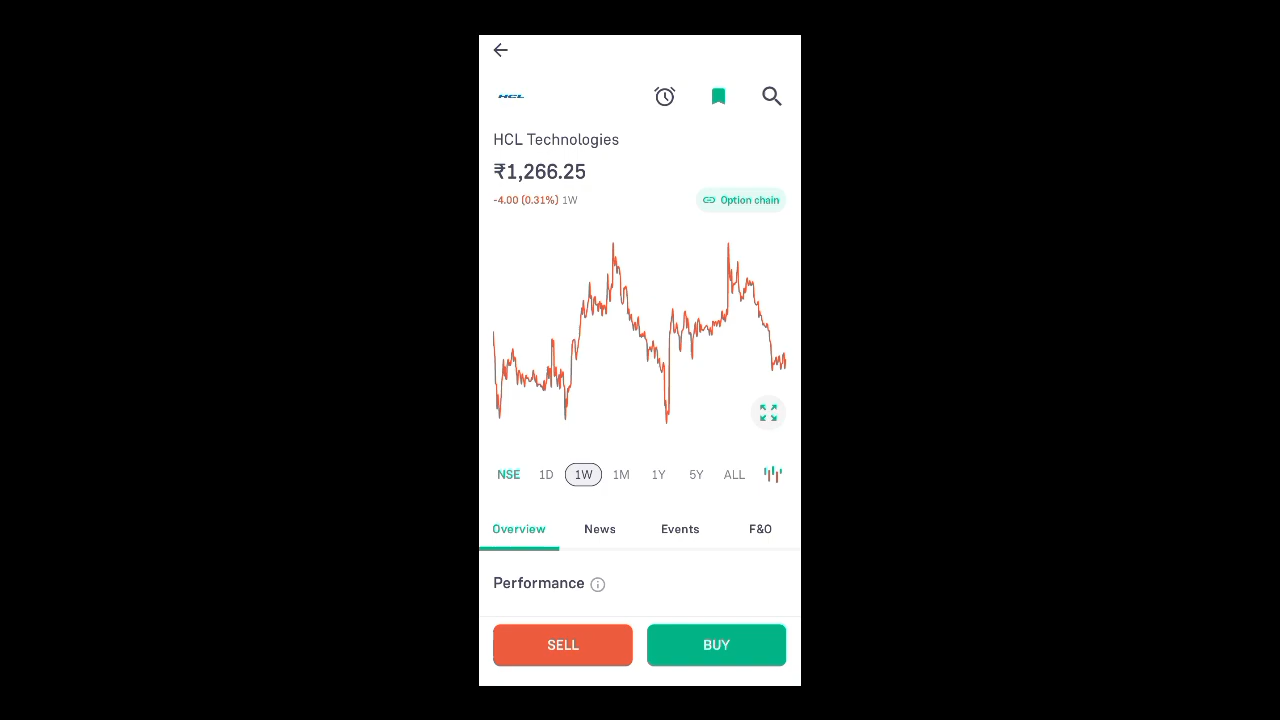 HCL
HCL Technologies
₹1,266.25
-4.00 (0.31%) 1W
Option chain
NSE 1D 1W 1M 1Y 5Y ALL
Overview News Events F&O
Performance
SELL BUY